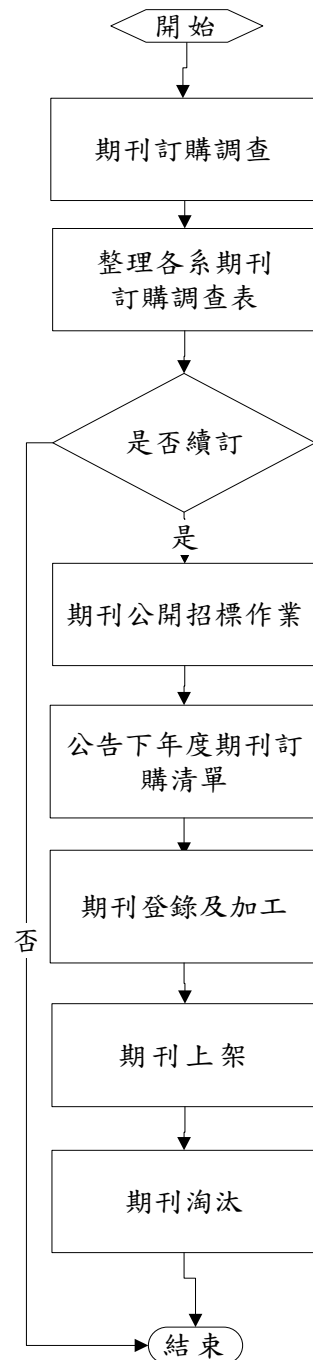 開始
期刊訂購調查
整理各系期刊
訂購調查表
是否續訂
是
期刊公開招標作業
公告下年度期刊訂
購清單
期刊登錄及加工
否
期刊上架
期刊淘汰
結束